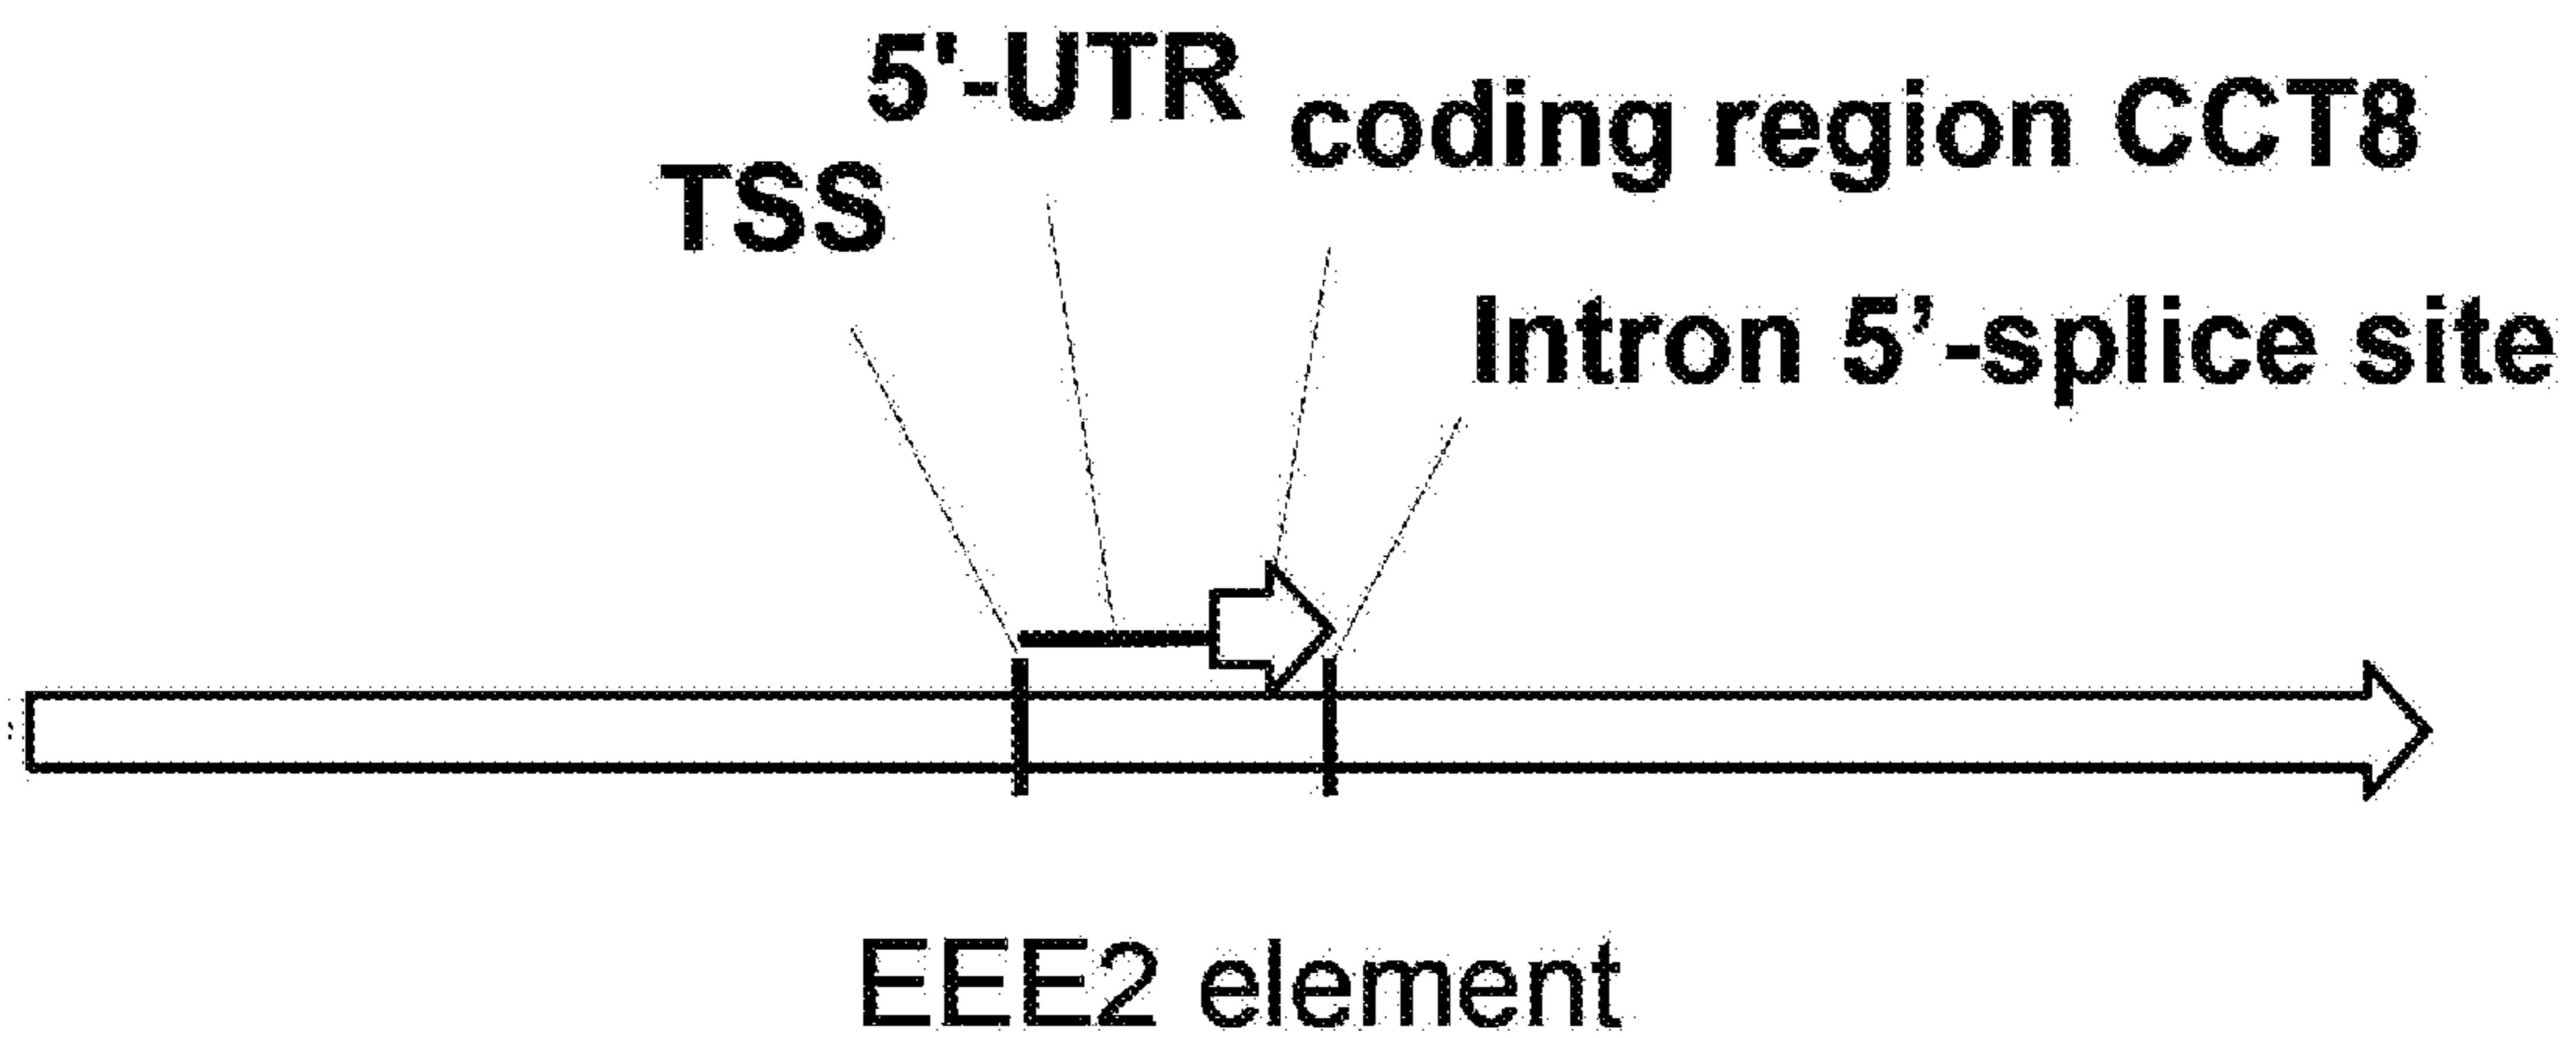 5'-UTR
coding region CCT8
TSS
Intron 5’-splice site
EEE2 element